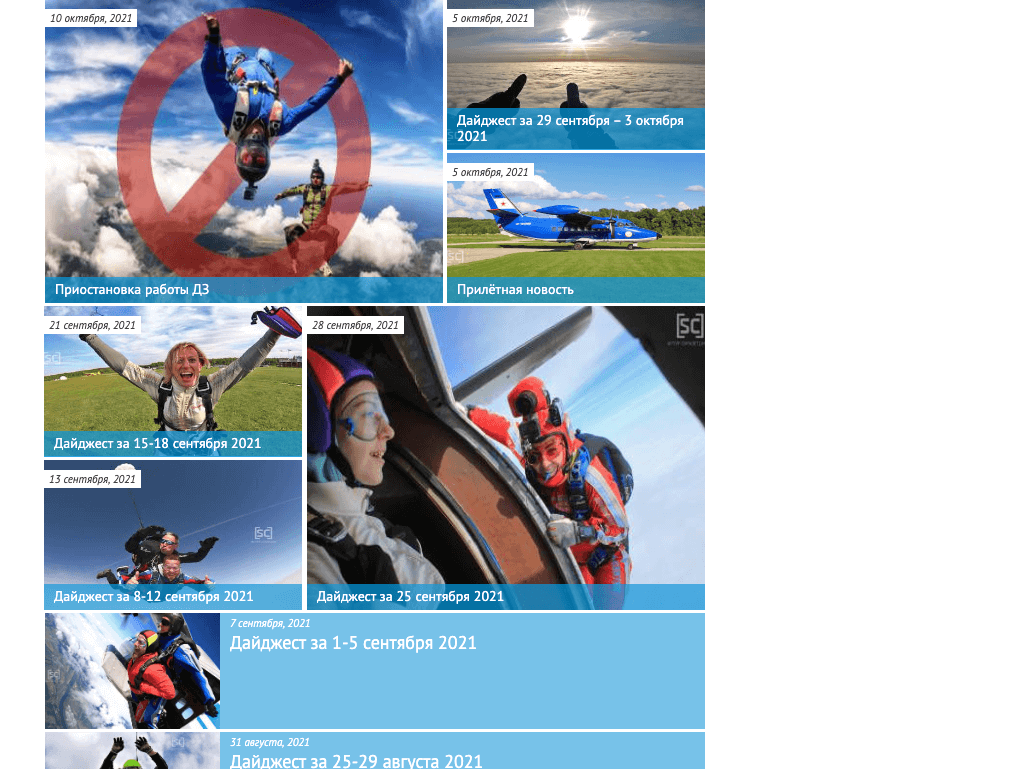 10 октября, 2021
Приостановка работы ДЗ
5 октября, 2021
Дайджест за 29 сентября – 3 октября
2021
5 октября, 2021
Прилётная новость
21 сентября, 2021
Дайджест за 15-18 сентября 2021
28 сентября, 2021
[SC]
Дайджест за 25 сентября 2021
13 сентября, 2021
[SC]
Дайджест за 8-12 сентября 2021
7 сентября, 2021
Дайджест за 1-5 сентября 2021
31 августа, 2021
Дайджест за 25-29 августа 2021